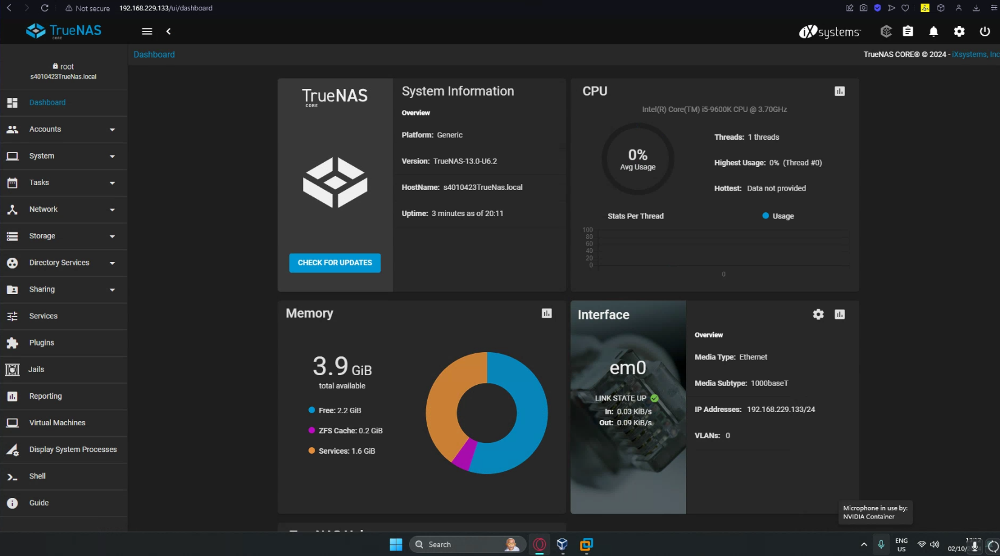 Not secure 192.168.229.133/ui/dashboard
TrueNAS
CORE
iXsystems
root
s4010423TrueNas.local
Dashboard
TrueNAS CORE® © 2024 - iXsystems, Inc
Dashboard
Accounts
System
Tasks
Network
Storage
Directory Services
Sharing
Services
Plugins
Jails
Reporting
Virtual Machines
Display System Processes
Shell
Guide
TrueNAS
CORE
CHECK FOR UPDATES
System Information
Overview
Platform: Generic
Version: TrueNAS-13.0-U6.2
HostName: s4010423TrueNas.local
Uptime: 3 minutes as of 20:11
CPU
Intel(R) Core(TM) i5-9600K CPU @ 3.70GHz
0%
Avg Usage
Threads: 1 threads
Highest Usage: 0% (Thread #0)
Hottest: Data not provided
Stats Per Thread
Usage
100
80
60
40
20
0
0
Memory
3.9 GiB
total available
Free: 2.2 GiB
ZFS Cache: 0.2 GiB
Services: 1.6 GiB
Interface
em0
LINK STATE UP
In: 0.03 KiB/s
Out: 0.09 KiB/s
Overview
Media Type: Ethernet
Media Subtype: 1000baseT
IP Addresses: 192.168.229.133/24
VLANs: 0
Microphone in use by:
NVIDIA Container
Search
ENG
US
02/10/